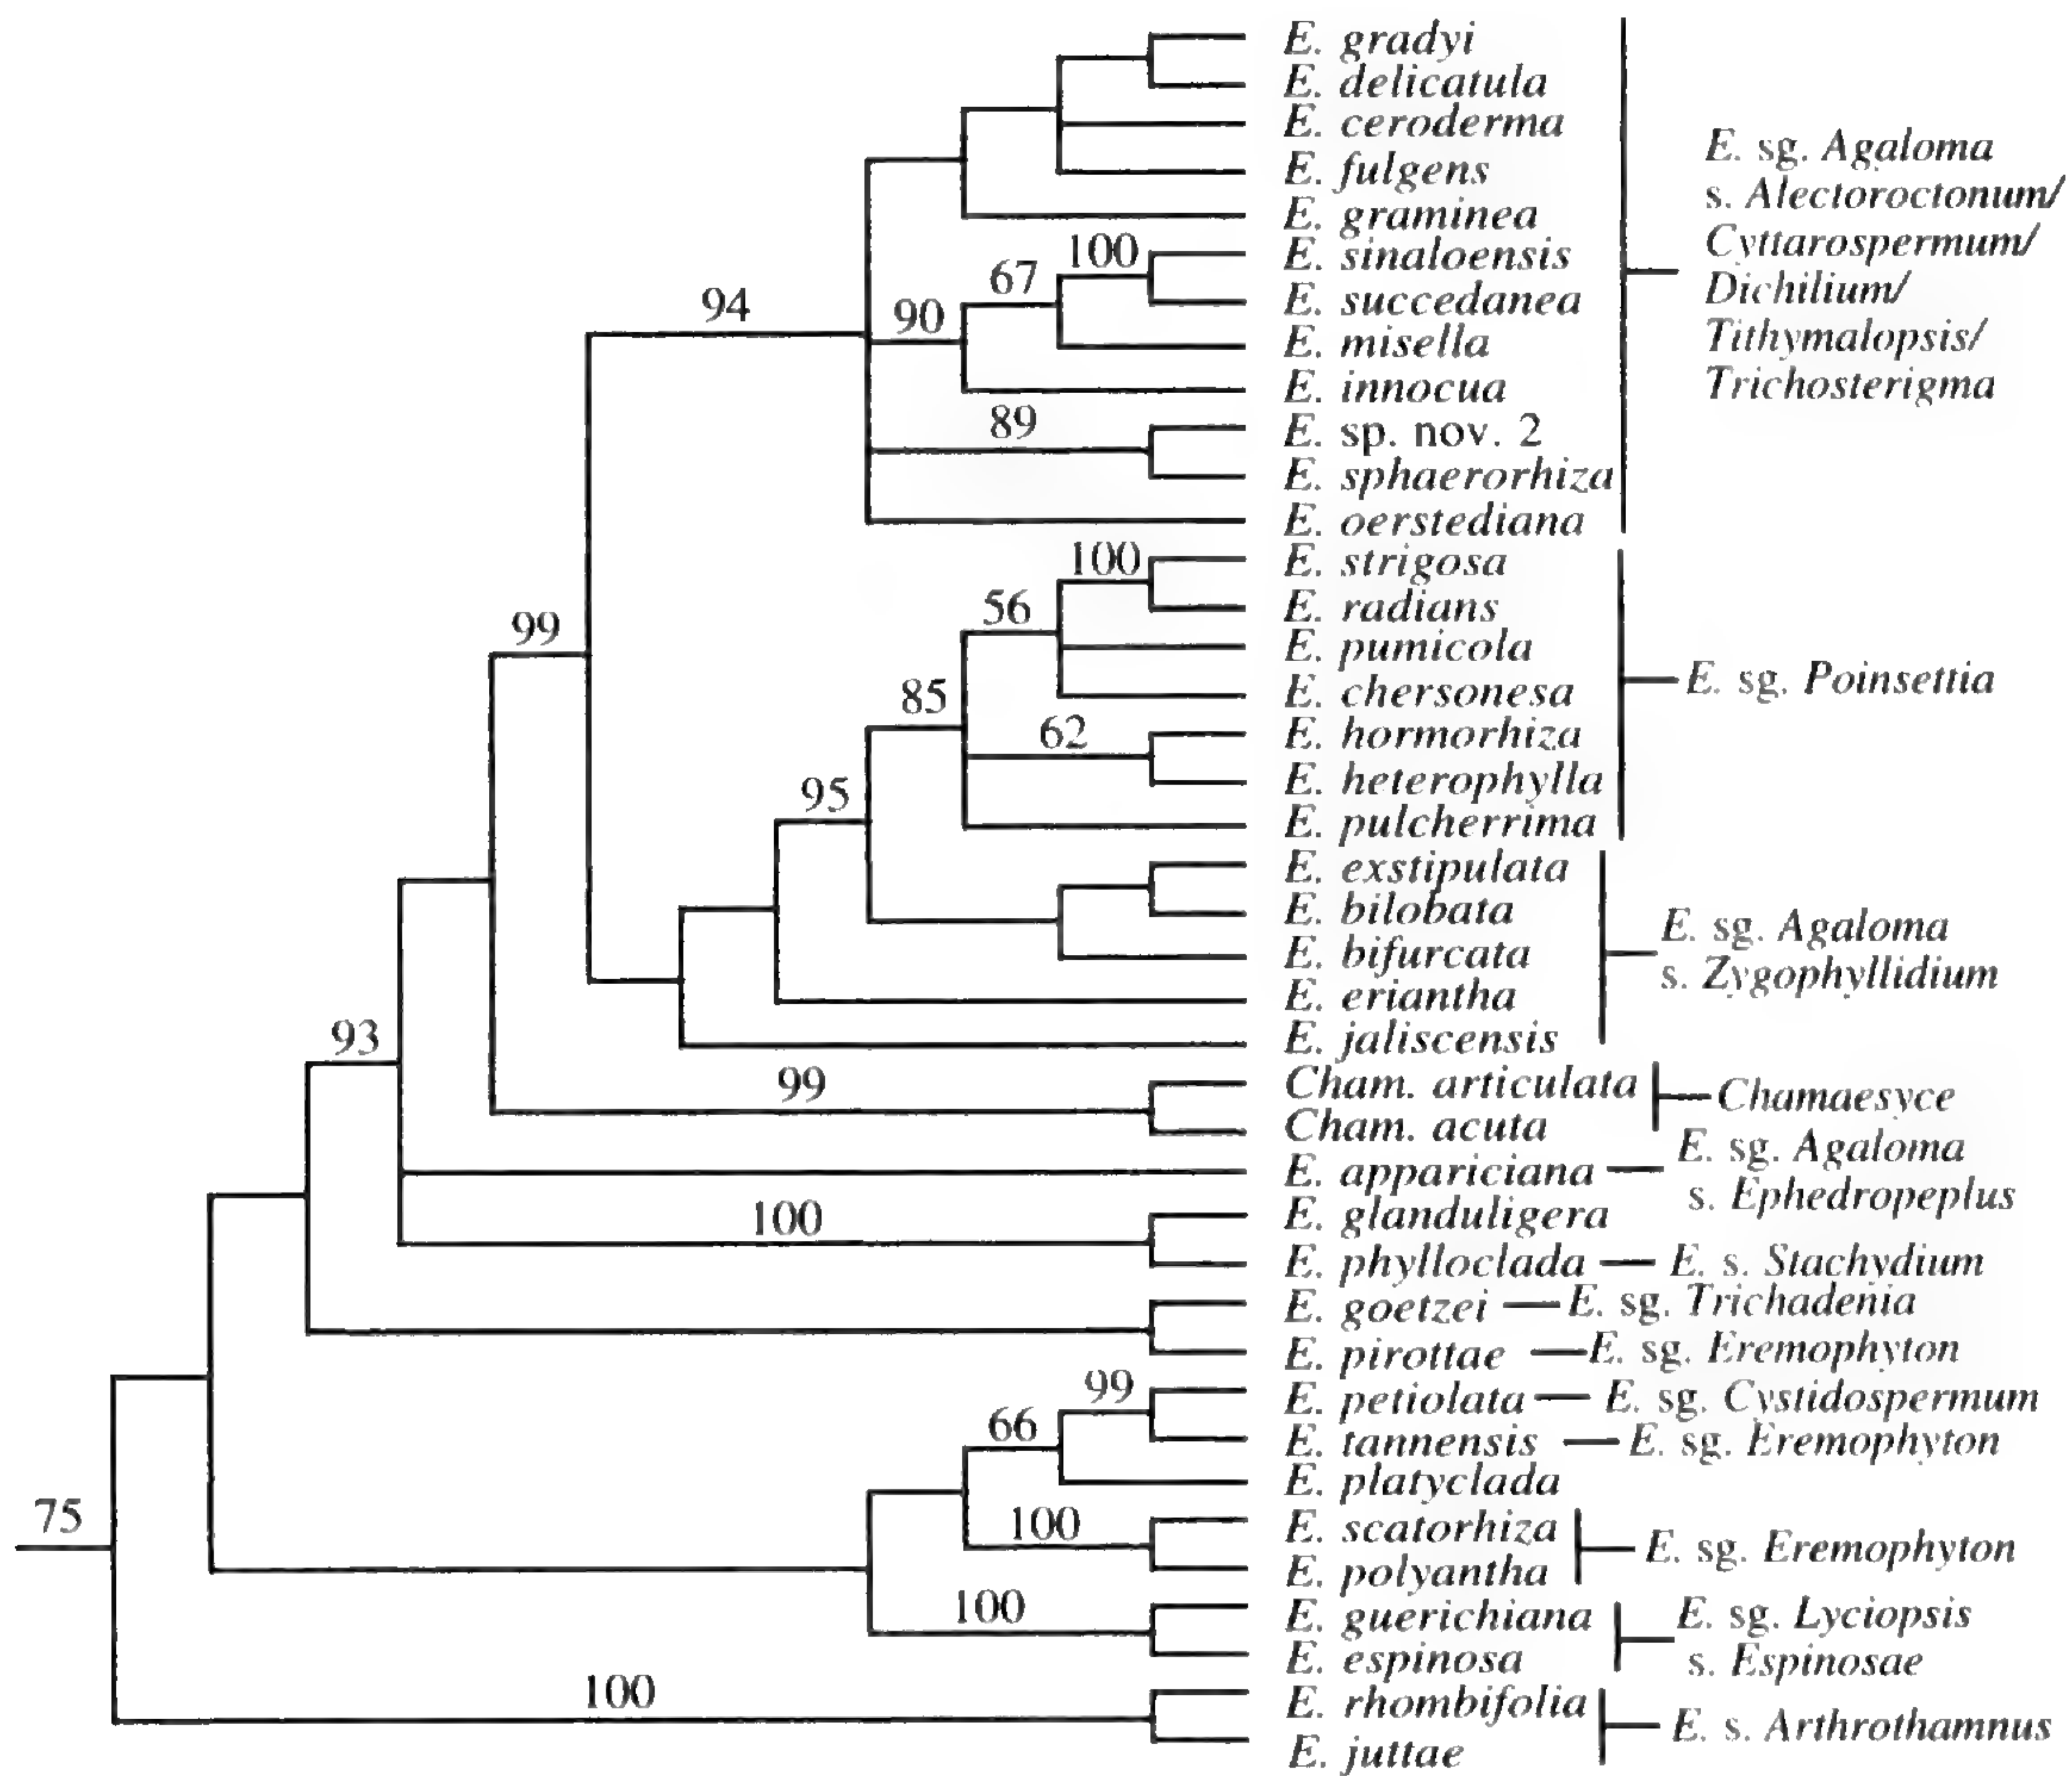 E. gradyi
E. delicatula
E. ceroderma
E. fulgens
E. graminea
E. sinaloensis
E. succedanea
E. misella
E. innocua
E. sp. nov. 2
E. sphaerorhiza
E. oerstediana
E. sg. Agaloma
s. Alectoroctonum/
Cyttarospermum/
Dichilium/
Tithymalopsis/
Trichosterigma
100
67
90
94
89
E. strigosa
E. radians
E. pumicola
E. chersonesa
E. hormorhiza
E. heterophylla
E. pulcherrima
E. sg. Poinsettia
100
56
99
85
62
95
E. exstipulata
E. bilobata
E. bifurcata
E. eriantha
E. jaliscensis
E. sg. Agaloma
s. Zygophyllidium
93
99
Cham. articulata
Cham. acuta
Chamaesyce
E. appariciana
E. sg. Agaloma
s. Ephedropeplus
100
E. glanduligera
E. phylloclada
E. s. Stachydium
E. goetzei
E. sg. Trichadenia
E. pirottae
E. sg. Eremophyton
99
E. petiolata
E. sg. Cystidospermum
66
E. tannensis
E. sg. Eremophyton
E. platyclada
75
100
E. scatorhiza
E. polyantha
E. sg. Eremophyton
100
E. guerichiana
E. espinosa
E. sg. Lyciopsis
s. Espinosae
100
E. rhombifolia
E. juttae
E. s. Arthrothamnus